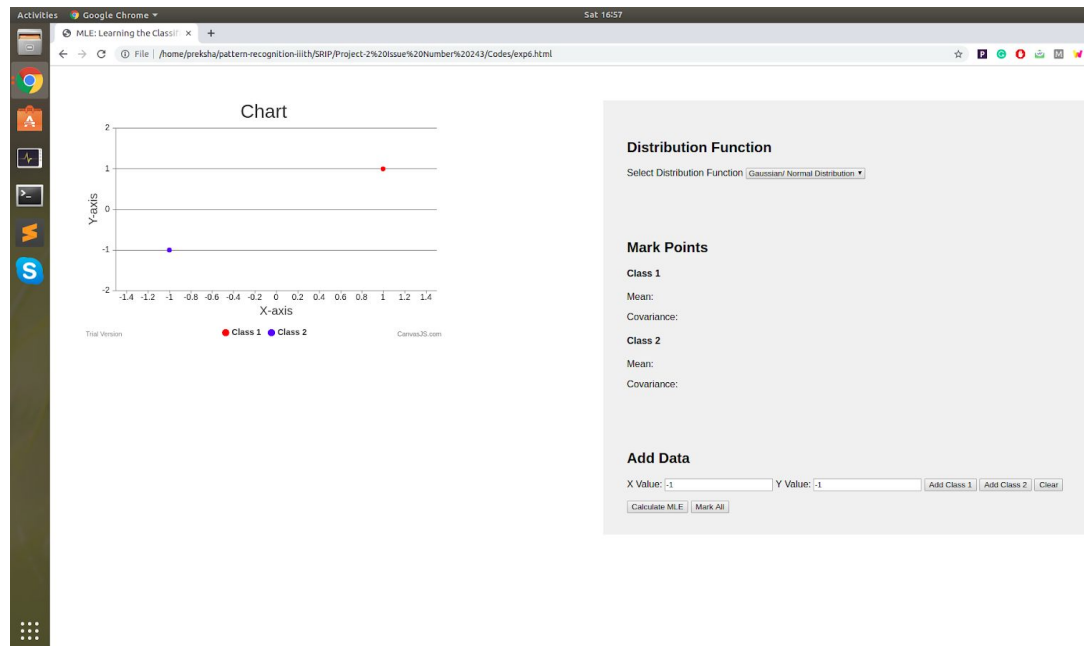 Activities Google Chrome ▾ Sat 16:57
MLE: Learning the Classif × +
File | /home/preksha/pattern-recognition-iiith/SRIP/Project-2%20Issue%20Number%20243/Codes/exp6.html
Chart
2
1
0
-1
-2
Y-axis
-1.4 -1.2 -1 -0.8 -0.6 -0.4 -0.2 0 0.2 0.4 0.6 0.8 1 1.2 1.4
X-axis
Trial Version Class 1 Class 2 CanvasJS.com
Distribution Function
Select Distribution Function Gaussian/ Normal Distribution ▾
Mark Points
Class 1
Mean:
Covariance:
Class 2
Mean:
Covariance:
Add Data
X Value: -1 Y Value: -1 Add Class 1 Add Class 2 Clear
Calculate MLE Mark All